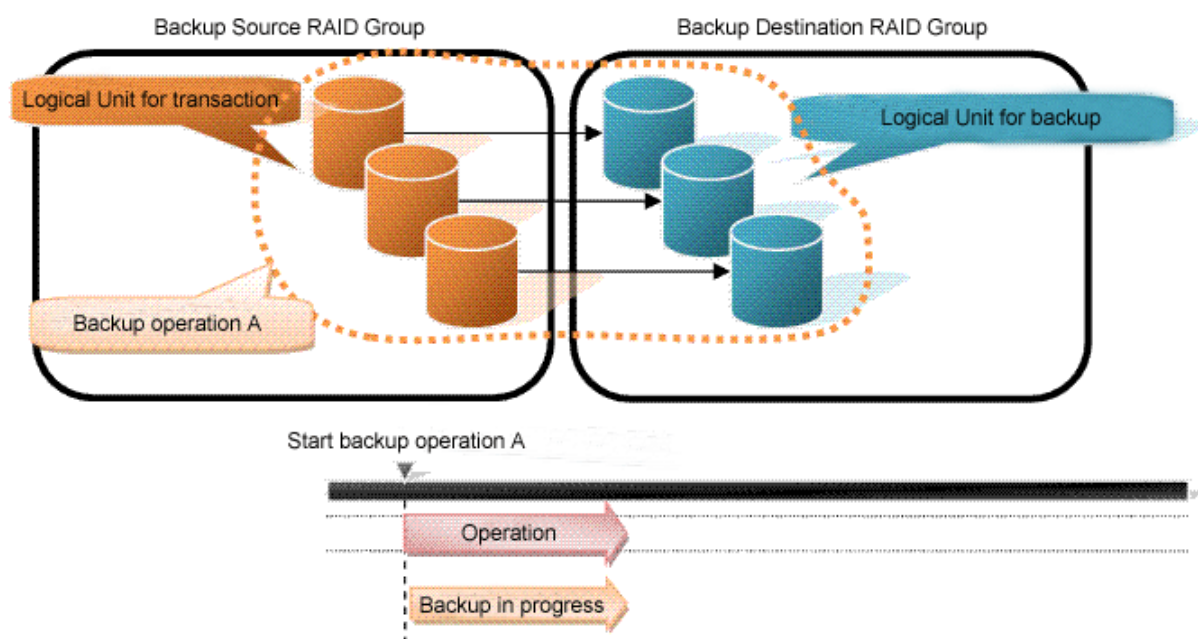 Backup Source RAID Group
Backup Destination RAID Group
Logical Unit for transaction
Logical Unit for backup
Backup operation A
Start backup operation A
Operation
Backup in progress